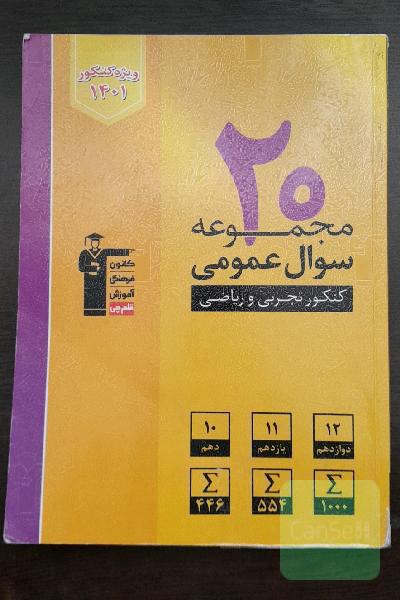 ویژه کنکور
۱۴۰۱
۲۰
مجموعه
سوال عمومی
کنکور تجربی و ریاضی
کانون
فرهنگی
آموزش
قلم‌چی
۱۲ ۱۱ ۱۰
دوازدهم یازدهم دهم
Σ Σ Σ
۱۰۰۰ ۵۵۴ ۴۴۶
CanSell